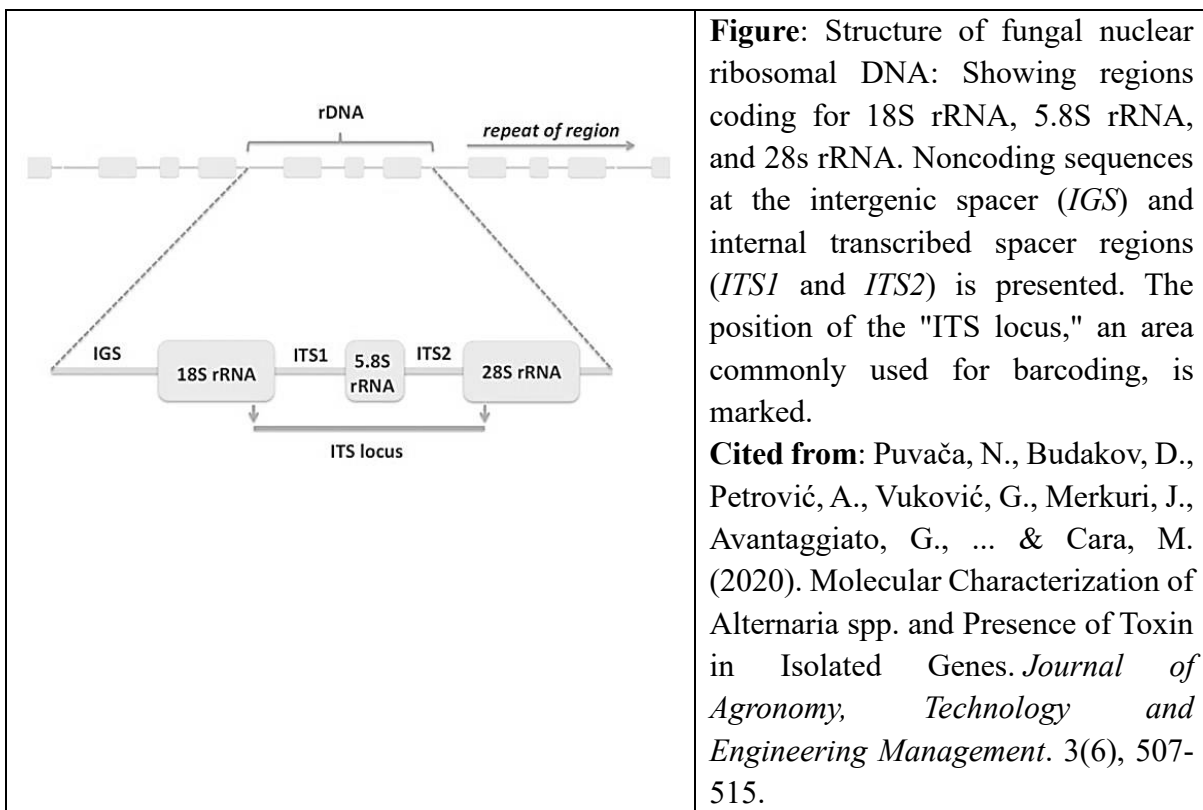 rDNA
repeat of region
IGS
18S rRNA
ITS1
5.8S
rRNA
ITS2
28S rRNA
ITS locus
Figure: Structure of fungal nuclear
ribosomal DNA: Showing regions
coding for 18S rRNA, 5.8S rRNA,
and 28s rRNA. Noncoding sequences
at the intergenic spacer (IGS) and
internal transcribed spacer regions
(ITS1 and ITS2) is presented. The
position of the "ITS locus," an area
commonly used for barcoding, is
marked.
Cited from: Puvača, N., Budakov, D.,
Petrović, A., Vuković, G., Merkuri, J.,
Avantaggiato, G., ... & Cara, M.
(2020). Molecular Characterization of
Alternaria spp. and Presence of Toxin
in Isolated Genes. Journal of
Agronomy, Technology and
Engineering Management. 3(6), 507-
515.